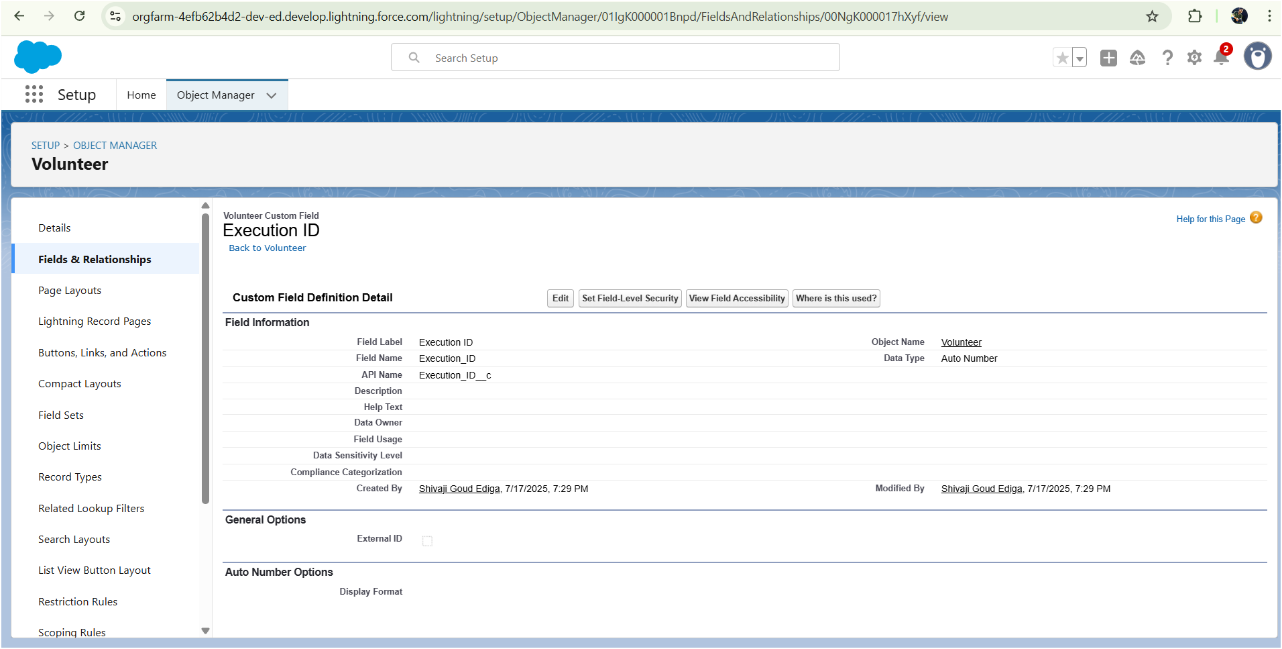 orgfarm-4efb62b4d2-dev-ed.develop.lightning.force.com/lightning/setup/ObjectManager/01IgK000001Bnpd/FieldsAndRelationships/00NgK000017hXyf/view
Search Setup
2
Setup Home Object Manager
SETUP > OBJECT MANAGER
Volunteer
Details
Fields & Relationships
Page Layouts
Lightning Record Pages
Buttons, Links, and Actions
Compact Layouts
Field Sets
Object Limits
Record Types
Related Lookup Filters
Search Layouts
List View Button Layout
Restriction Rules
Scoping Rules
Volunteer Custom Field
Execution ID
Back to Volunteer
Help for this Page ?
Custom Field Definition Detail Edit Set Field-Level Security View Field Accessibility Where is this used?
Field Information
Field Label Execution ID Object Name Volunteer
Field Name Execution_ID Data Type Auto Number
API Name Execution_ID__c
Description
Help Text
Data Owner
Field Usage
Data Sensitivity Level
Compliance Categorization
Created By Shivaji Goud Ediga, 7/17/2025, 7:29 PM Modified By Shivaji Goud Ediga, 7/17/2025, 7:29 PM
General Options
External ID
Auto Number Options
Display Format